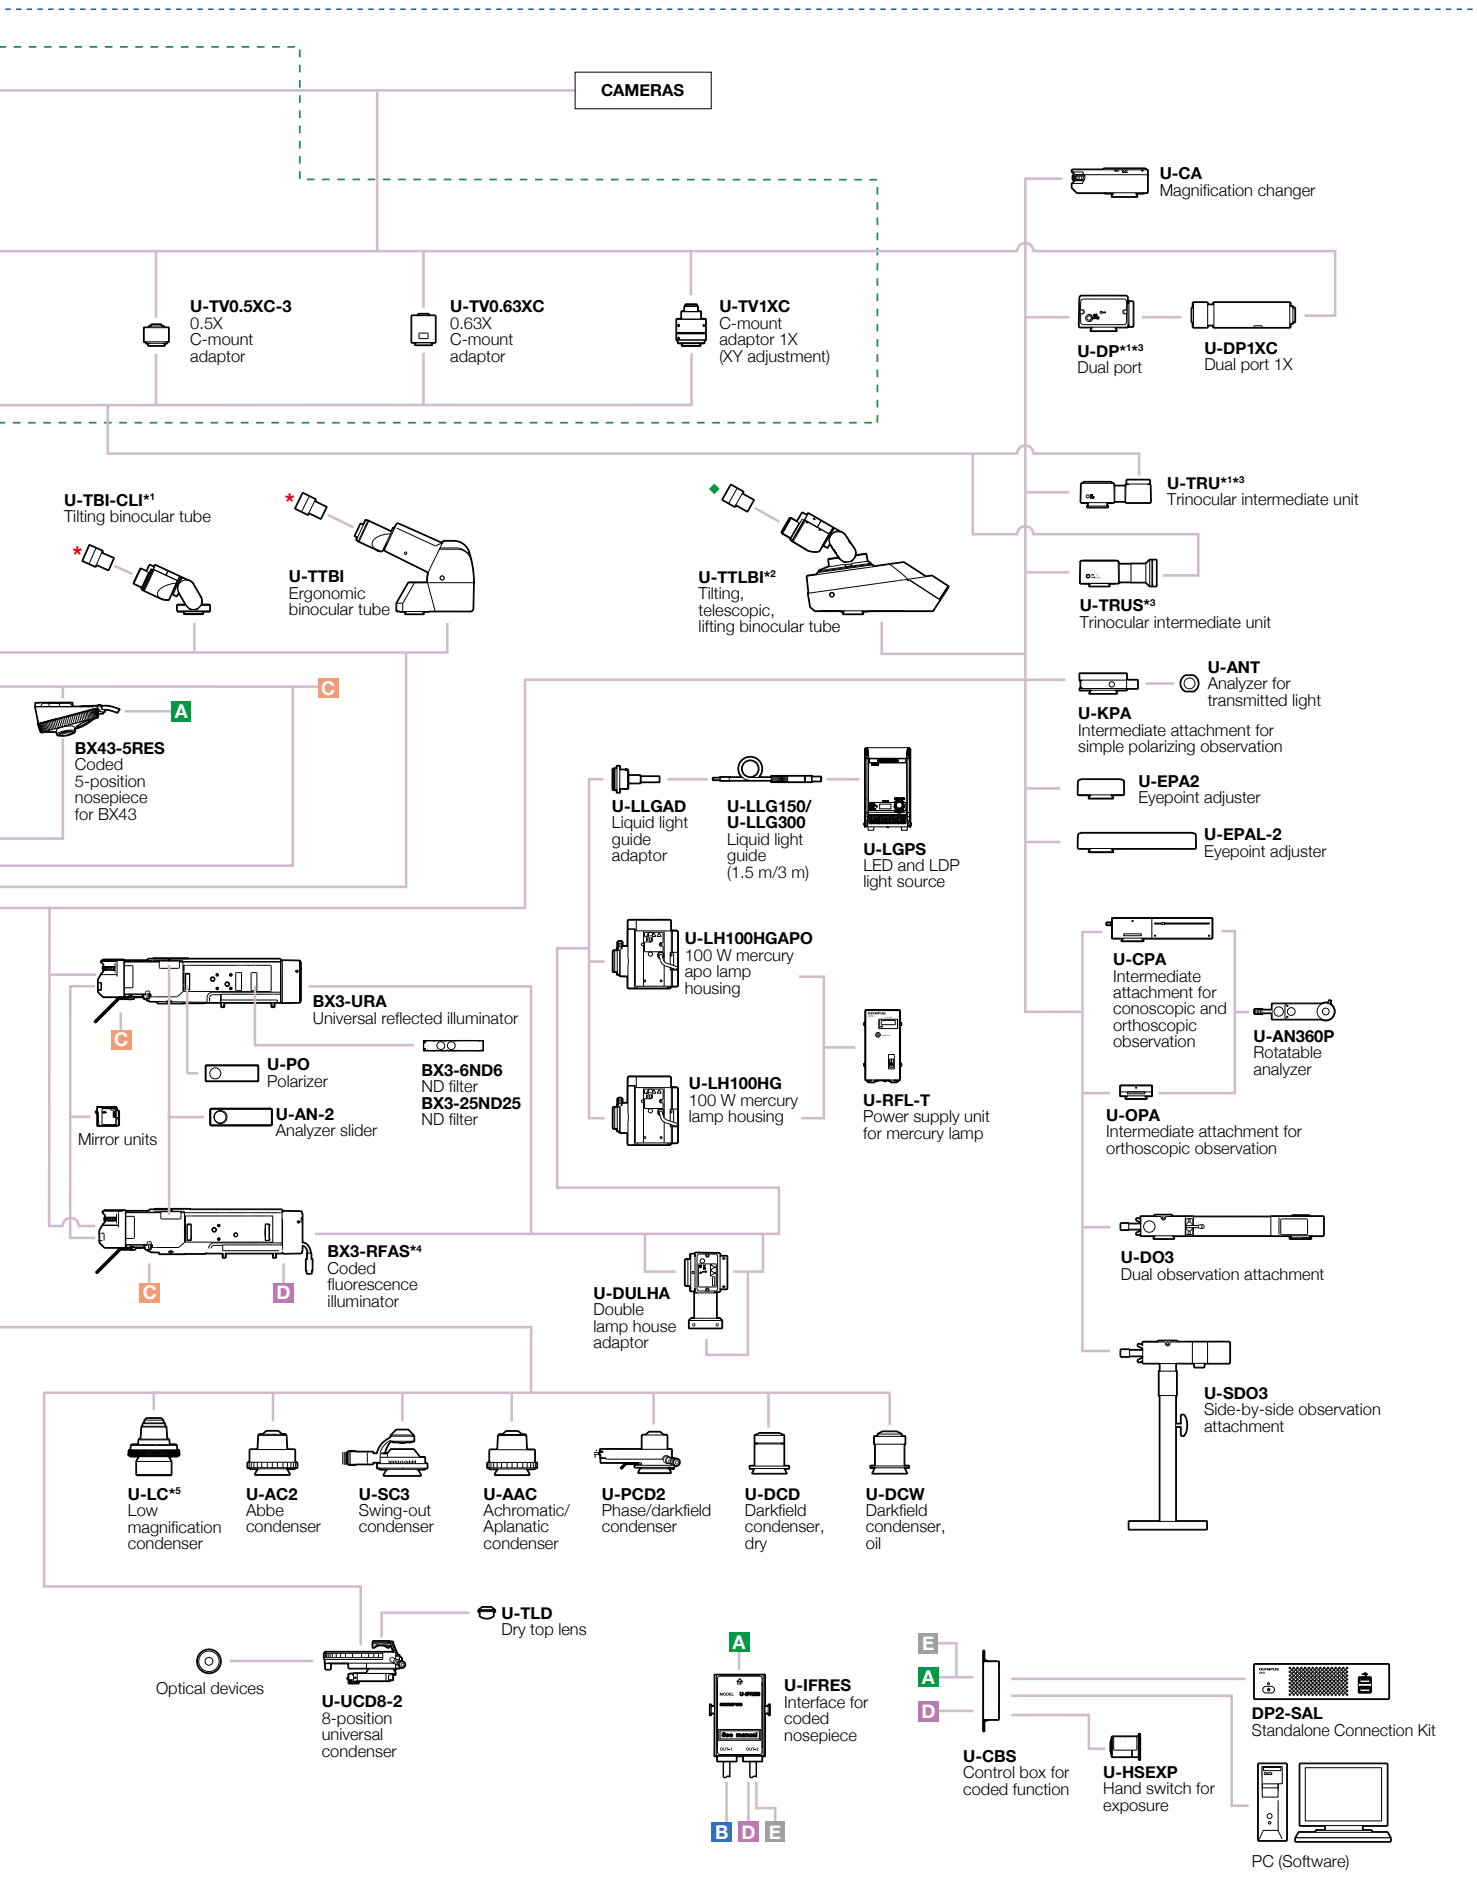 CAMERAS
U-CA
Magnification changer
U-TV0.5XC-3
0.5X
C-mount
adaptor
U-TV0.63XC
0.63X
C-mount
adaptor
U-TV1XC
C-mount
adaptor 1X
(XY adjustment)
U-DP*1*3
Dual port
U-DP1XC
Dual port 1X
U-TBI-CLI*1
Tilting binocular tube
*
*
U-TTBI
Ergonomic
binocular tube
U-TTLBI*2
Tilting,
telescopic,
lifting binocular tube
U-TRU*1*3
Trinocular intermediate unit
U-TRUS*3
Trinocular intermediate unit
C
A
BX43-5RES
Coded
5-position
nosepiece
for BX43
U-ANT
Analyzer for
transmitted light
U-KPA
Intermediate attachment for
simple polarizing observation
U-EPA2
Eyepoint adjuster
U-EPAL-2
Eyepoint adjuster
U-LLGAD
Liquid light
guide
adaptor
U-LLG150/
U-LLG300
Liquid light
guide
(1.5 m/3 m)
U-LGPS
LED and LDP
light source
U-LH100HGAPO
100 W mercury
apo lamp
housing
U-CPA
Intermediate
attachment for
conoscopic and
orthoscopic
observation
U-AN360P
Rotatable
analyzer
BX3-URA
Universal reflected illuminator
C
U-PO
Polarizer
BX3-6ND6
ND filter
BX3-25ND25
ND filter
U-AN-2
Analyzer slider
Mirror units
U-LH100HG
100 W mercury
lamp housing
OLYMPUS
U-RFL-T
Power supply unit
for mercury lamp
U-OPA
Intermediate attachment for
orthoscopic observation
BX3-RFAS*4
Coded
fluorescence
illuminator
C
D
U-DULHA
Double
lamp house
adaptor
U-DO3
Dual observation attachment
U-SDO3
Side-by-side observation
attachment
U-LC*5
Low
magnification
condenser
U-AC2
Abbe
condenser
U-SC3
Swing-out
condenser
U-AAC
Achromatic/
Aplanatic
condenser
U-PCD2
Phase/darkfield
condenser
U-DCD
Darkfield
condenser,
dry
U-DCW
Darkfield
condenser,
oil
U-TLD
Dry top lens
Optical devices
U-UCD8-2
8-position
universal
condenser
A
MODEL U-IFRES
OLYMPUS
See manual
OUT-1 OUT-2
U-IFRES
Interface for
coded
nosepiece
B D E
E
A
D
U-CBS
Control box for
coded function
U-HSEXP
Hand switch for
exposure
OLYMPUS
DP2-SAL
Standalone Connection Kit
PC (Software)